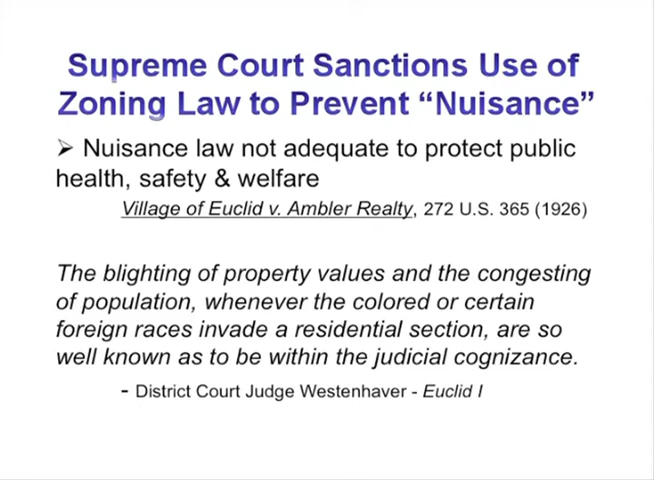 Supreme Court Sanctions Use of
Zoning Law to Prevent “Nuisance”
➢ Nuisance law not adequate to protect public
health, safety & welfare
Village of Euclid v. Ambler Realty, 272 U.S. 365 (1926)
The blighting of property values and the congesting
of population, whenever the colored or certain
foreign races invade a residential section, are so
well known as to be within the judicial cognizance.
- District Court Judge Westenhaver - Euclid I